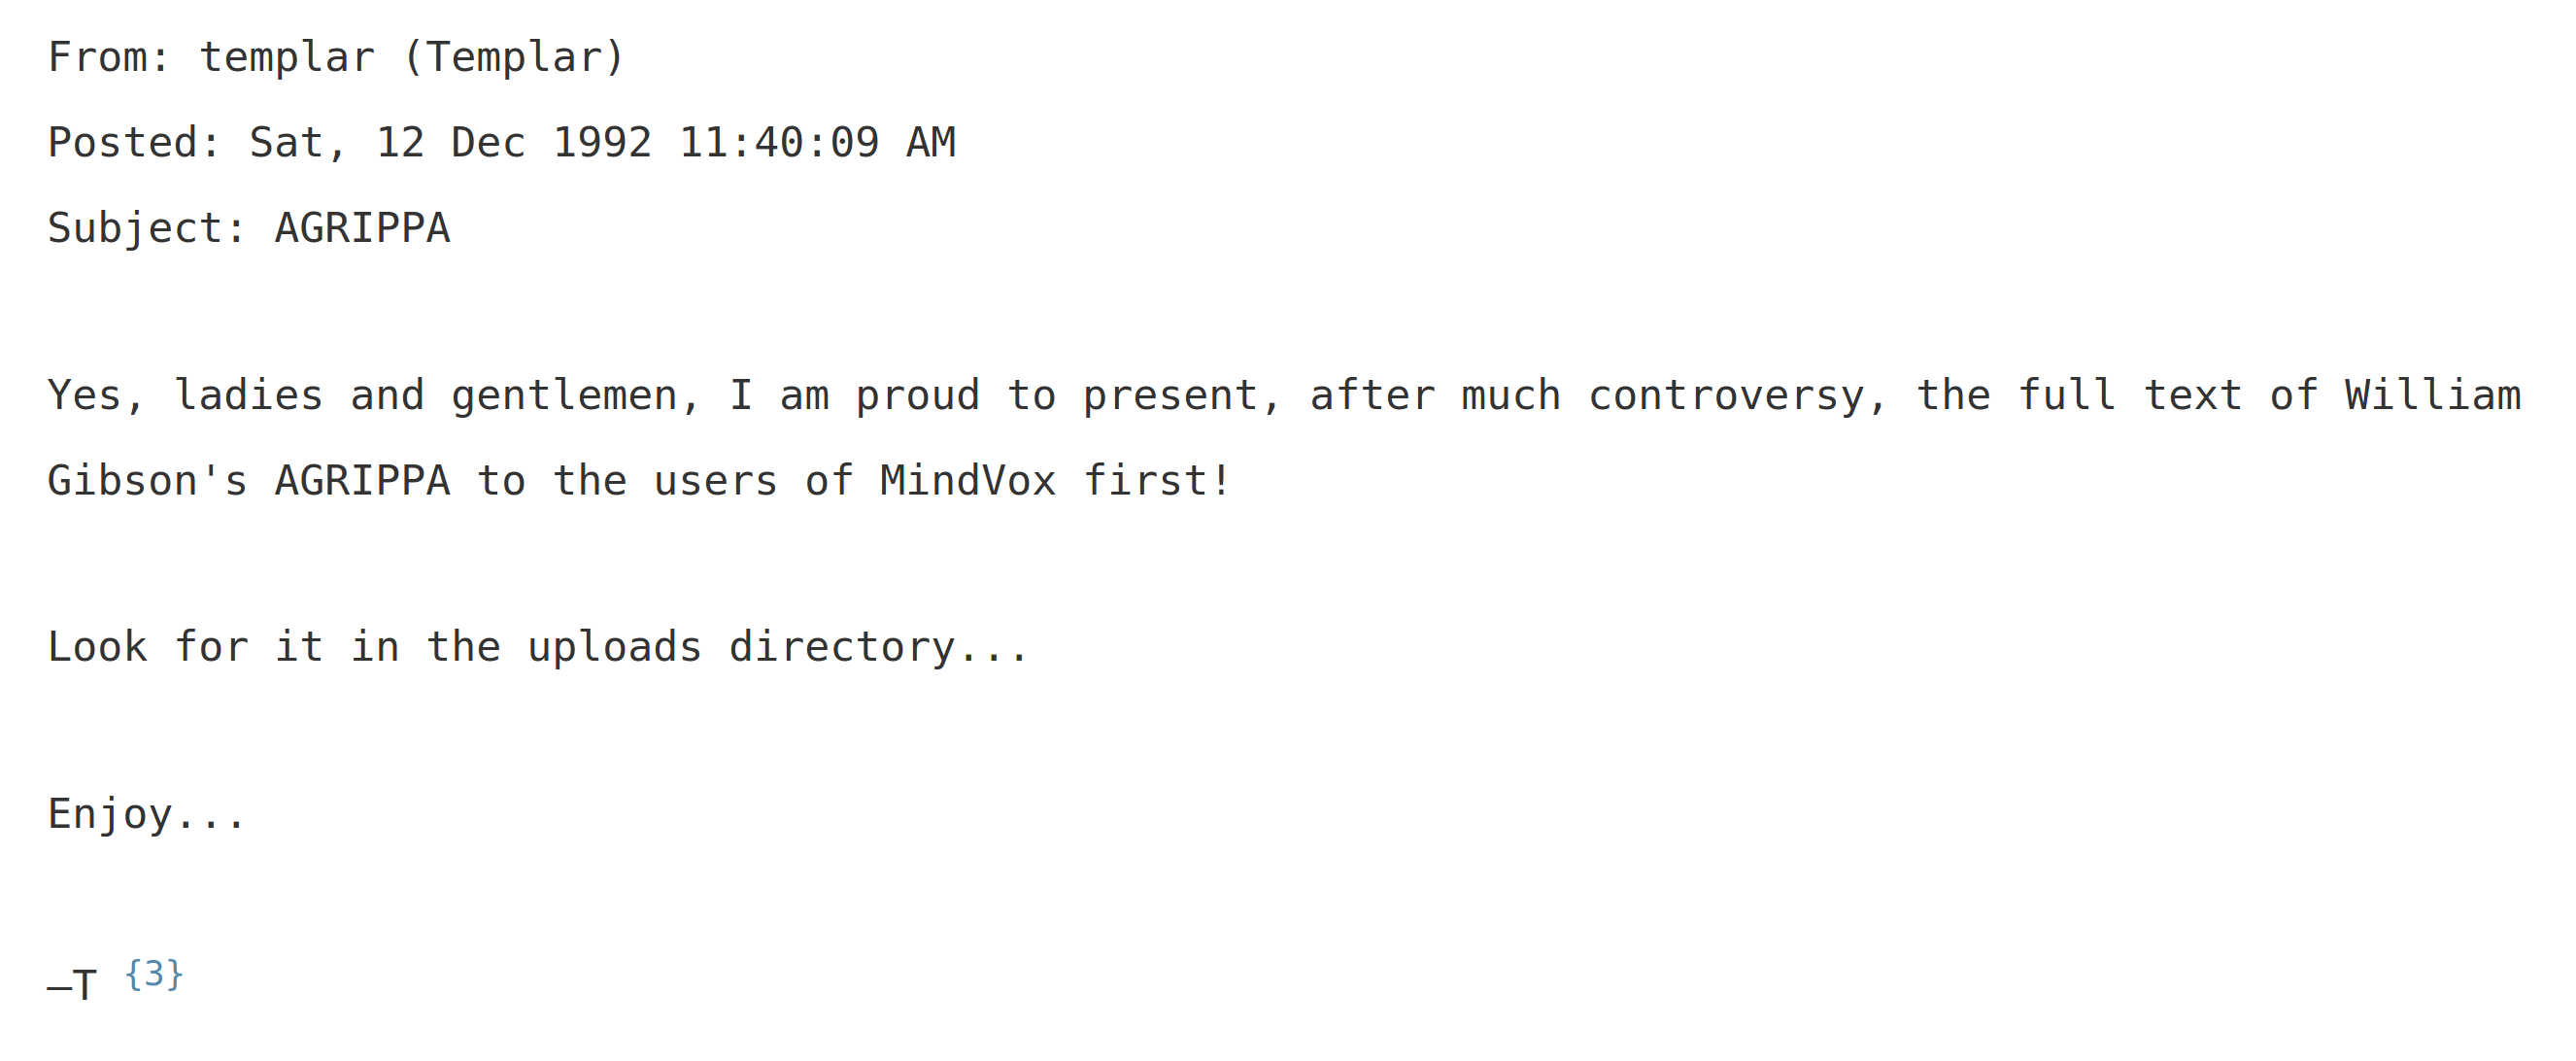 From: templar (Templar)
Posted: Sat, 12 Dec 1992 11:40:09 AM
Subject: AGRIPPA
Yes, ladies and gentlemen, I am proud to present, after much controversy, the full text of William
Gibson's AGRIPPA to the users of MindVox first!
Look for it in the uploads directory...
Enjoy...
—T {3}